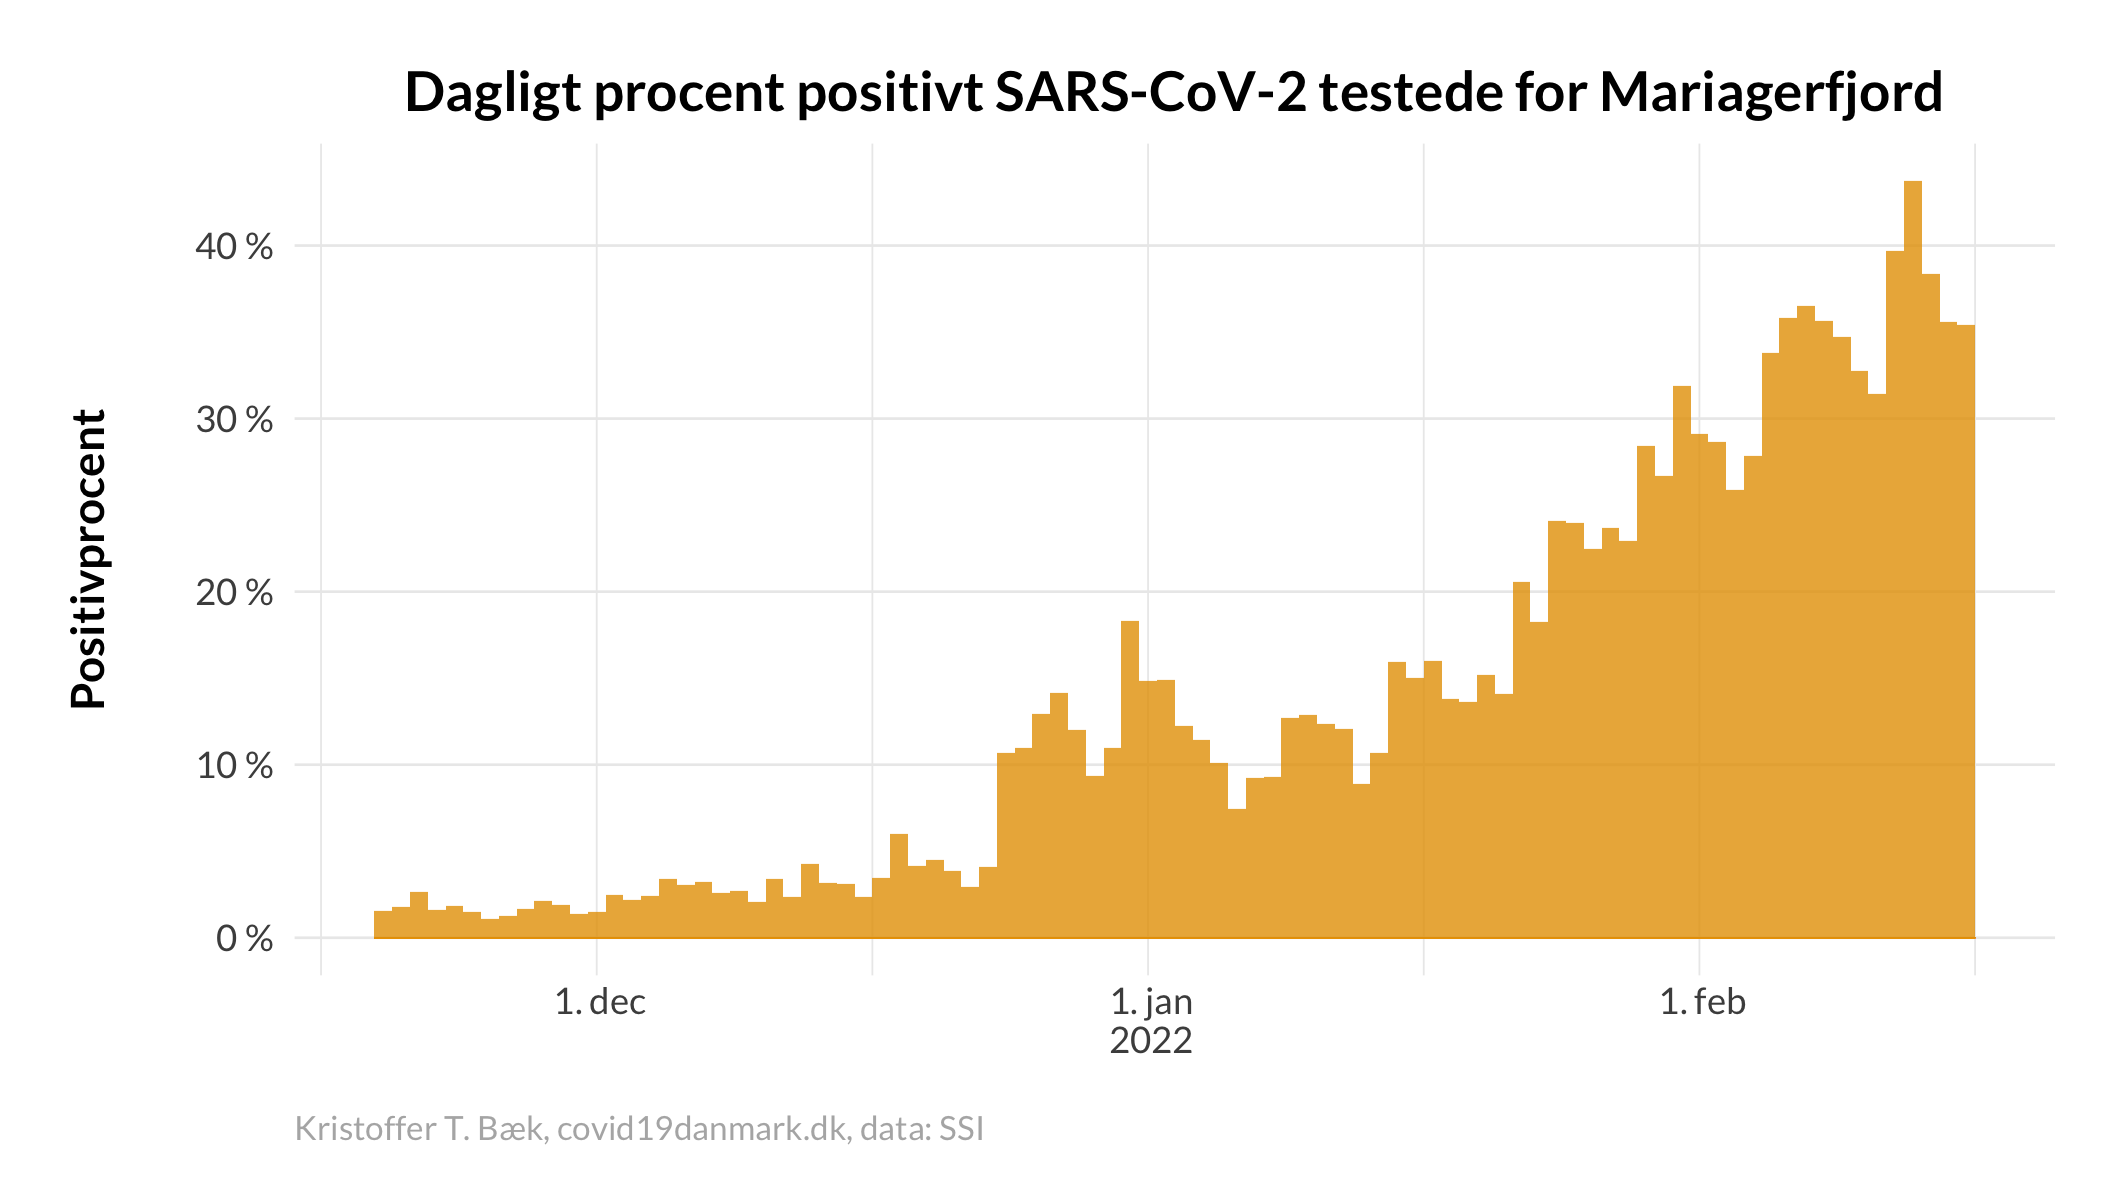 Dagligt procent positivt SARS-CoV-2 testede for Mariagerfjord
Positivprocent
40 %
30 %
20 %
10 %
0 %
1. dec
1. jan
2022
1. feb
Kristoffer T. Bæk, covid19danmark.dk, data: SSI